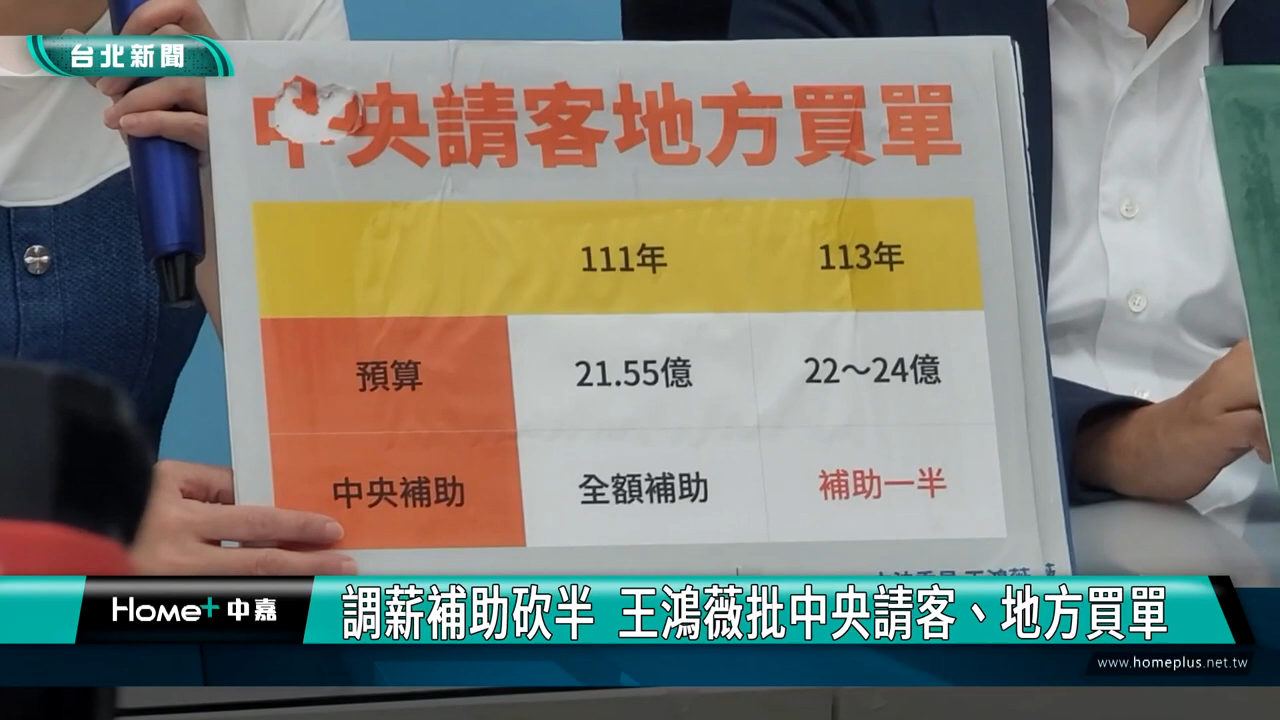 台北新聞
中央請客地方買單
111年 113年
預算 21.55億 22～24億
中央補助 全額補助 補助一半
王鴻薇
Home+ 中嘉
調薪補助砍半 王鴻薇批中央請客、地方買單
www.homeplus.net.tw